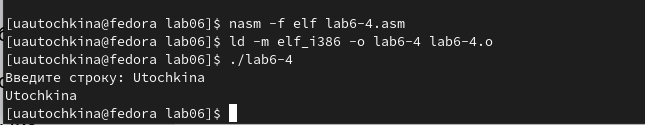 [uautochkina@fedora lab06]$ nasm -f elf lab6-4.asm
[uautochkina@fedora lab06]$ ld -m elf_i386 -o lab6-4 lab6-4.o
[uautochkina@fedora lab06]$ ./lab6-4
Введите строку: Utochkina
Utochkina
[uautochkina@fedora lab06]$